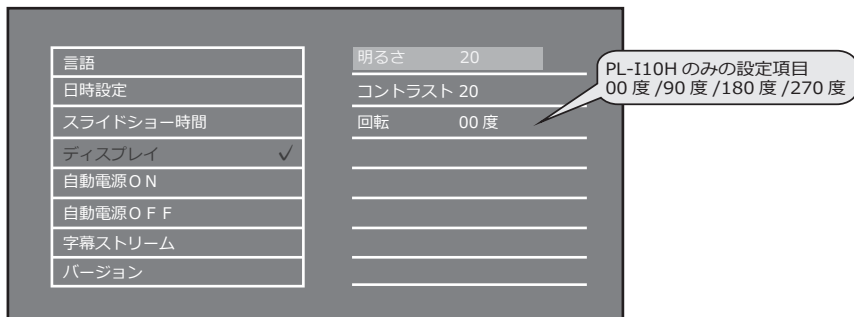 言語
日時設定
スライドショー時間
ディスプレイ ✓
自動電源ＯＮ
自動電源ＯＦＦ
字幕ストリーム
バージョン
明るさ 20
コントラスト 20
回転 00 度
PL-I10H のみの設定項目
00 度 /90 度 /180 度 /270 度